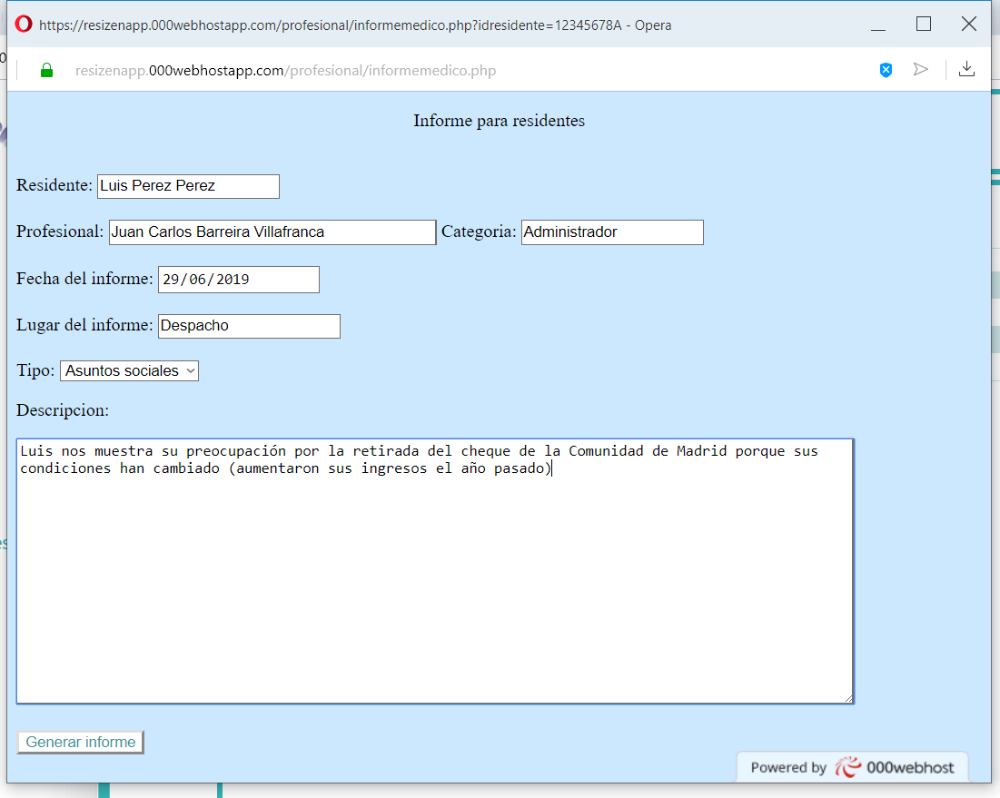 https://resizenapp.000webhostapp.com/profesional/informemedico.php?idresidente=12345678A - Opera
resizenapp.000webhostapp.com/profesional/informemedico.php
Informe para residentes
Residente: Luis Perez Perez
Profesional: Juan Carlos Barreira Villafranca Categoria: Administrador
Fecha del informe: 29/06/2019
Lugar del informe: Despacho
Tipo: Asuntos sociales
Descripcion:
Luis nos muestra su preocupación por la retirada del cheque de la Comunidad de Madrid porque sus
condiciones han cambiado (aumentaron sus ingresos el año pasado)
Generar informe
Powered by 000webhost